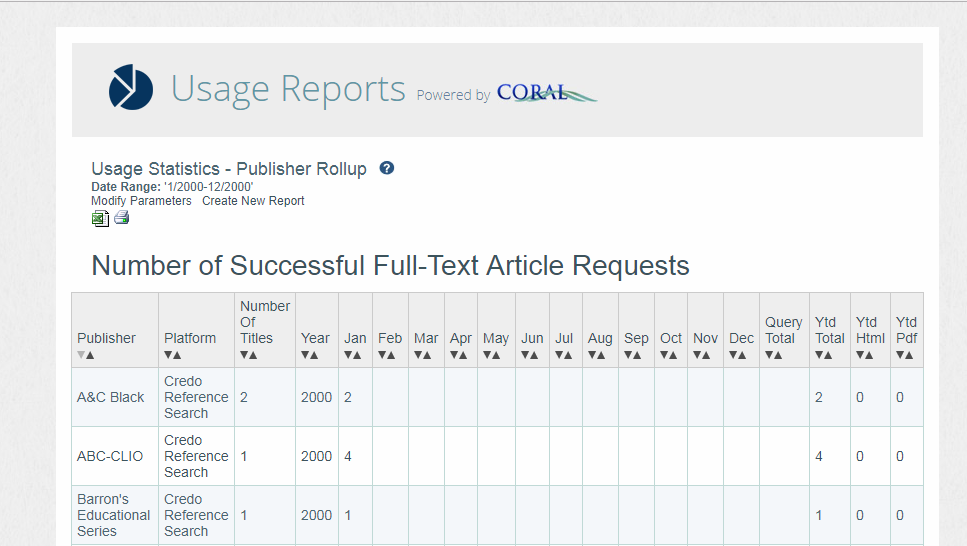 Usage Reports Powered by CORAL
Usage Statistics - Publisher Rollup ?
Date Range: '1/2000-12/2000'
Modify Parameters Create New Report
Number of Successful Full-Text Article Requests
Publisher Platform Number Of Titles Year Jan Feb Mar Apr May Jun Jul Aug Sep Oct Nov Dec Query Total Ytd Total Ytd Html Ytd Pdf
A&C Black Credo Reference Search 2 2000 2 2 0 0
ABC-CLIO Credo Reference Search 1 2000 4 4 0 0
Barron's Educational Series Credo Reference Search 1 2000 1 1 0 0